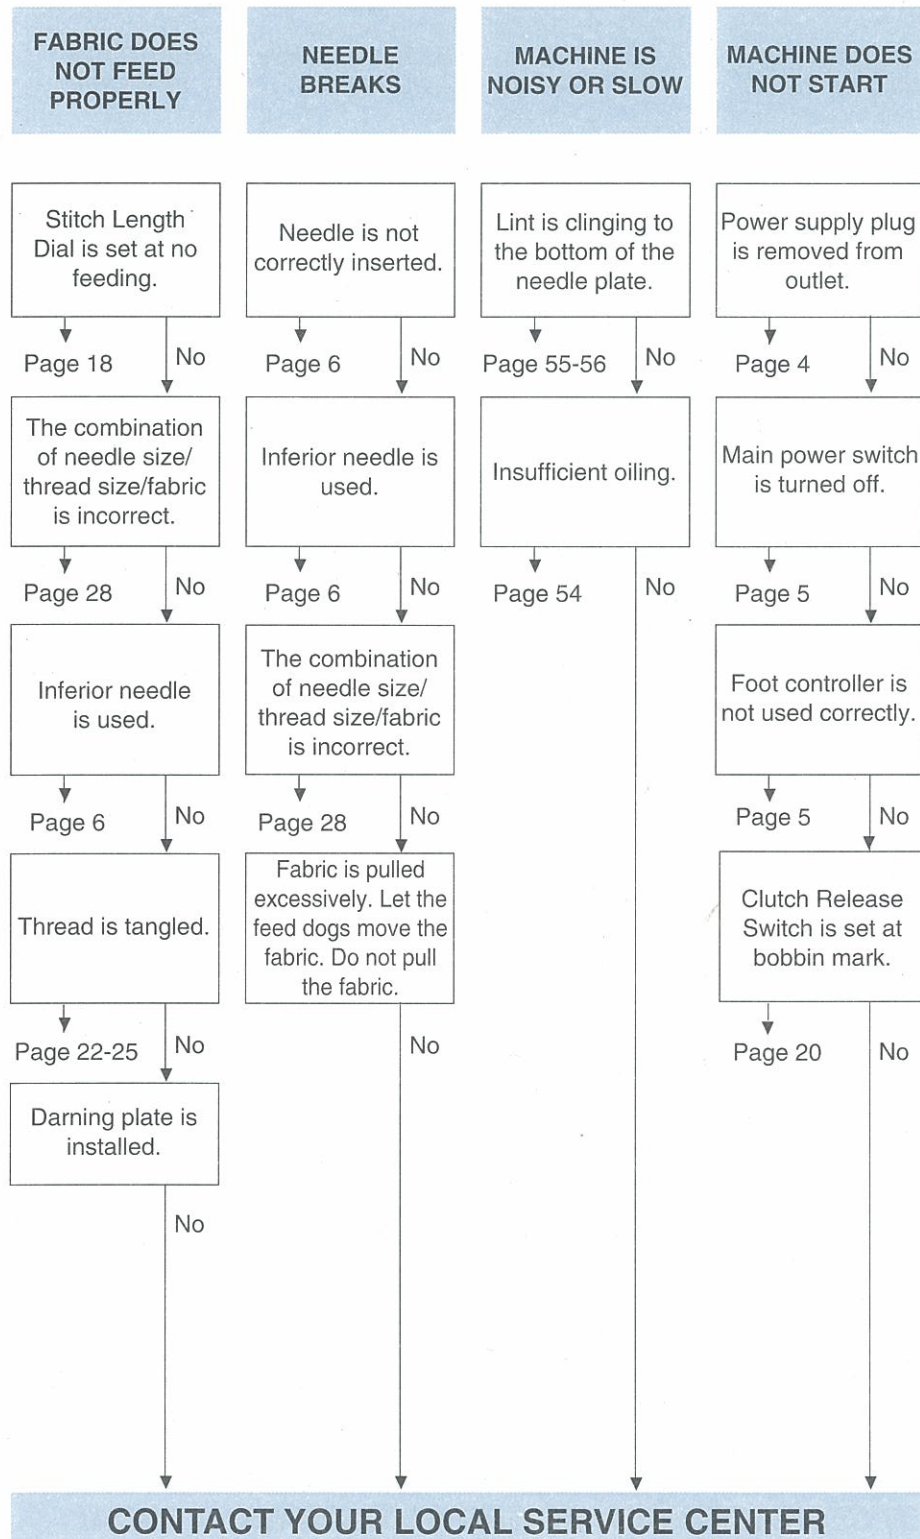 FABRIC DOES
NOT FEED
PROPERLY
Stitch Length
Dial is set at no
feeding.
Page 18
No
The combination
of needle size/
thread size/fabric
is incorrect.
Page 28
No
Inferior needle
is used.
Page 6
No
Thread is tangled.
Page 22-25
No
Darning plate is
installed.
No
NEEDLE
BREAKS
Needle is not
correctly inserted.
Page 6
No
Inferior needle is
used.
Page 6
No
The combination
of needle size/
thread size/fabric
is incorrect.
Page 28
No
Fabric is pulled
excessively. Let the
feed dogs move the
fabric. Do not pull
the fabric.
No
MACHINE IS
NOISY OR SLOW
Lint is clinging to
the bottom of the
needle plate.
Page 55-56
No
Insufficient oiling.
Page 54
No
MACHINE DOES
NOT START
Power supply plug
is removed from
outlet.
Page 4
No
Main power switch
is turned off.
Page 5
No
Foot controller is
not used correctly.
Page 5
No
Clutch Release
Switch is set at
bobbin mark.
Page 20
No
CONTACT YOUR LOCAL SERVICE CENTER